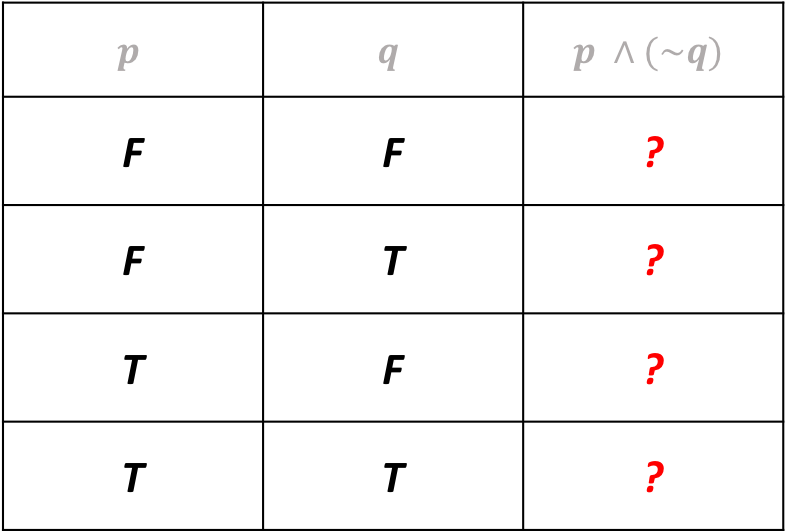 p q p ∧ (~q)
F F ?
F T ?
T F ?
T T ?